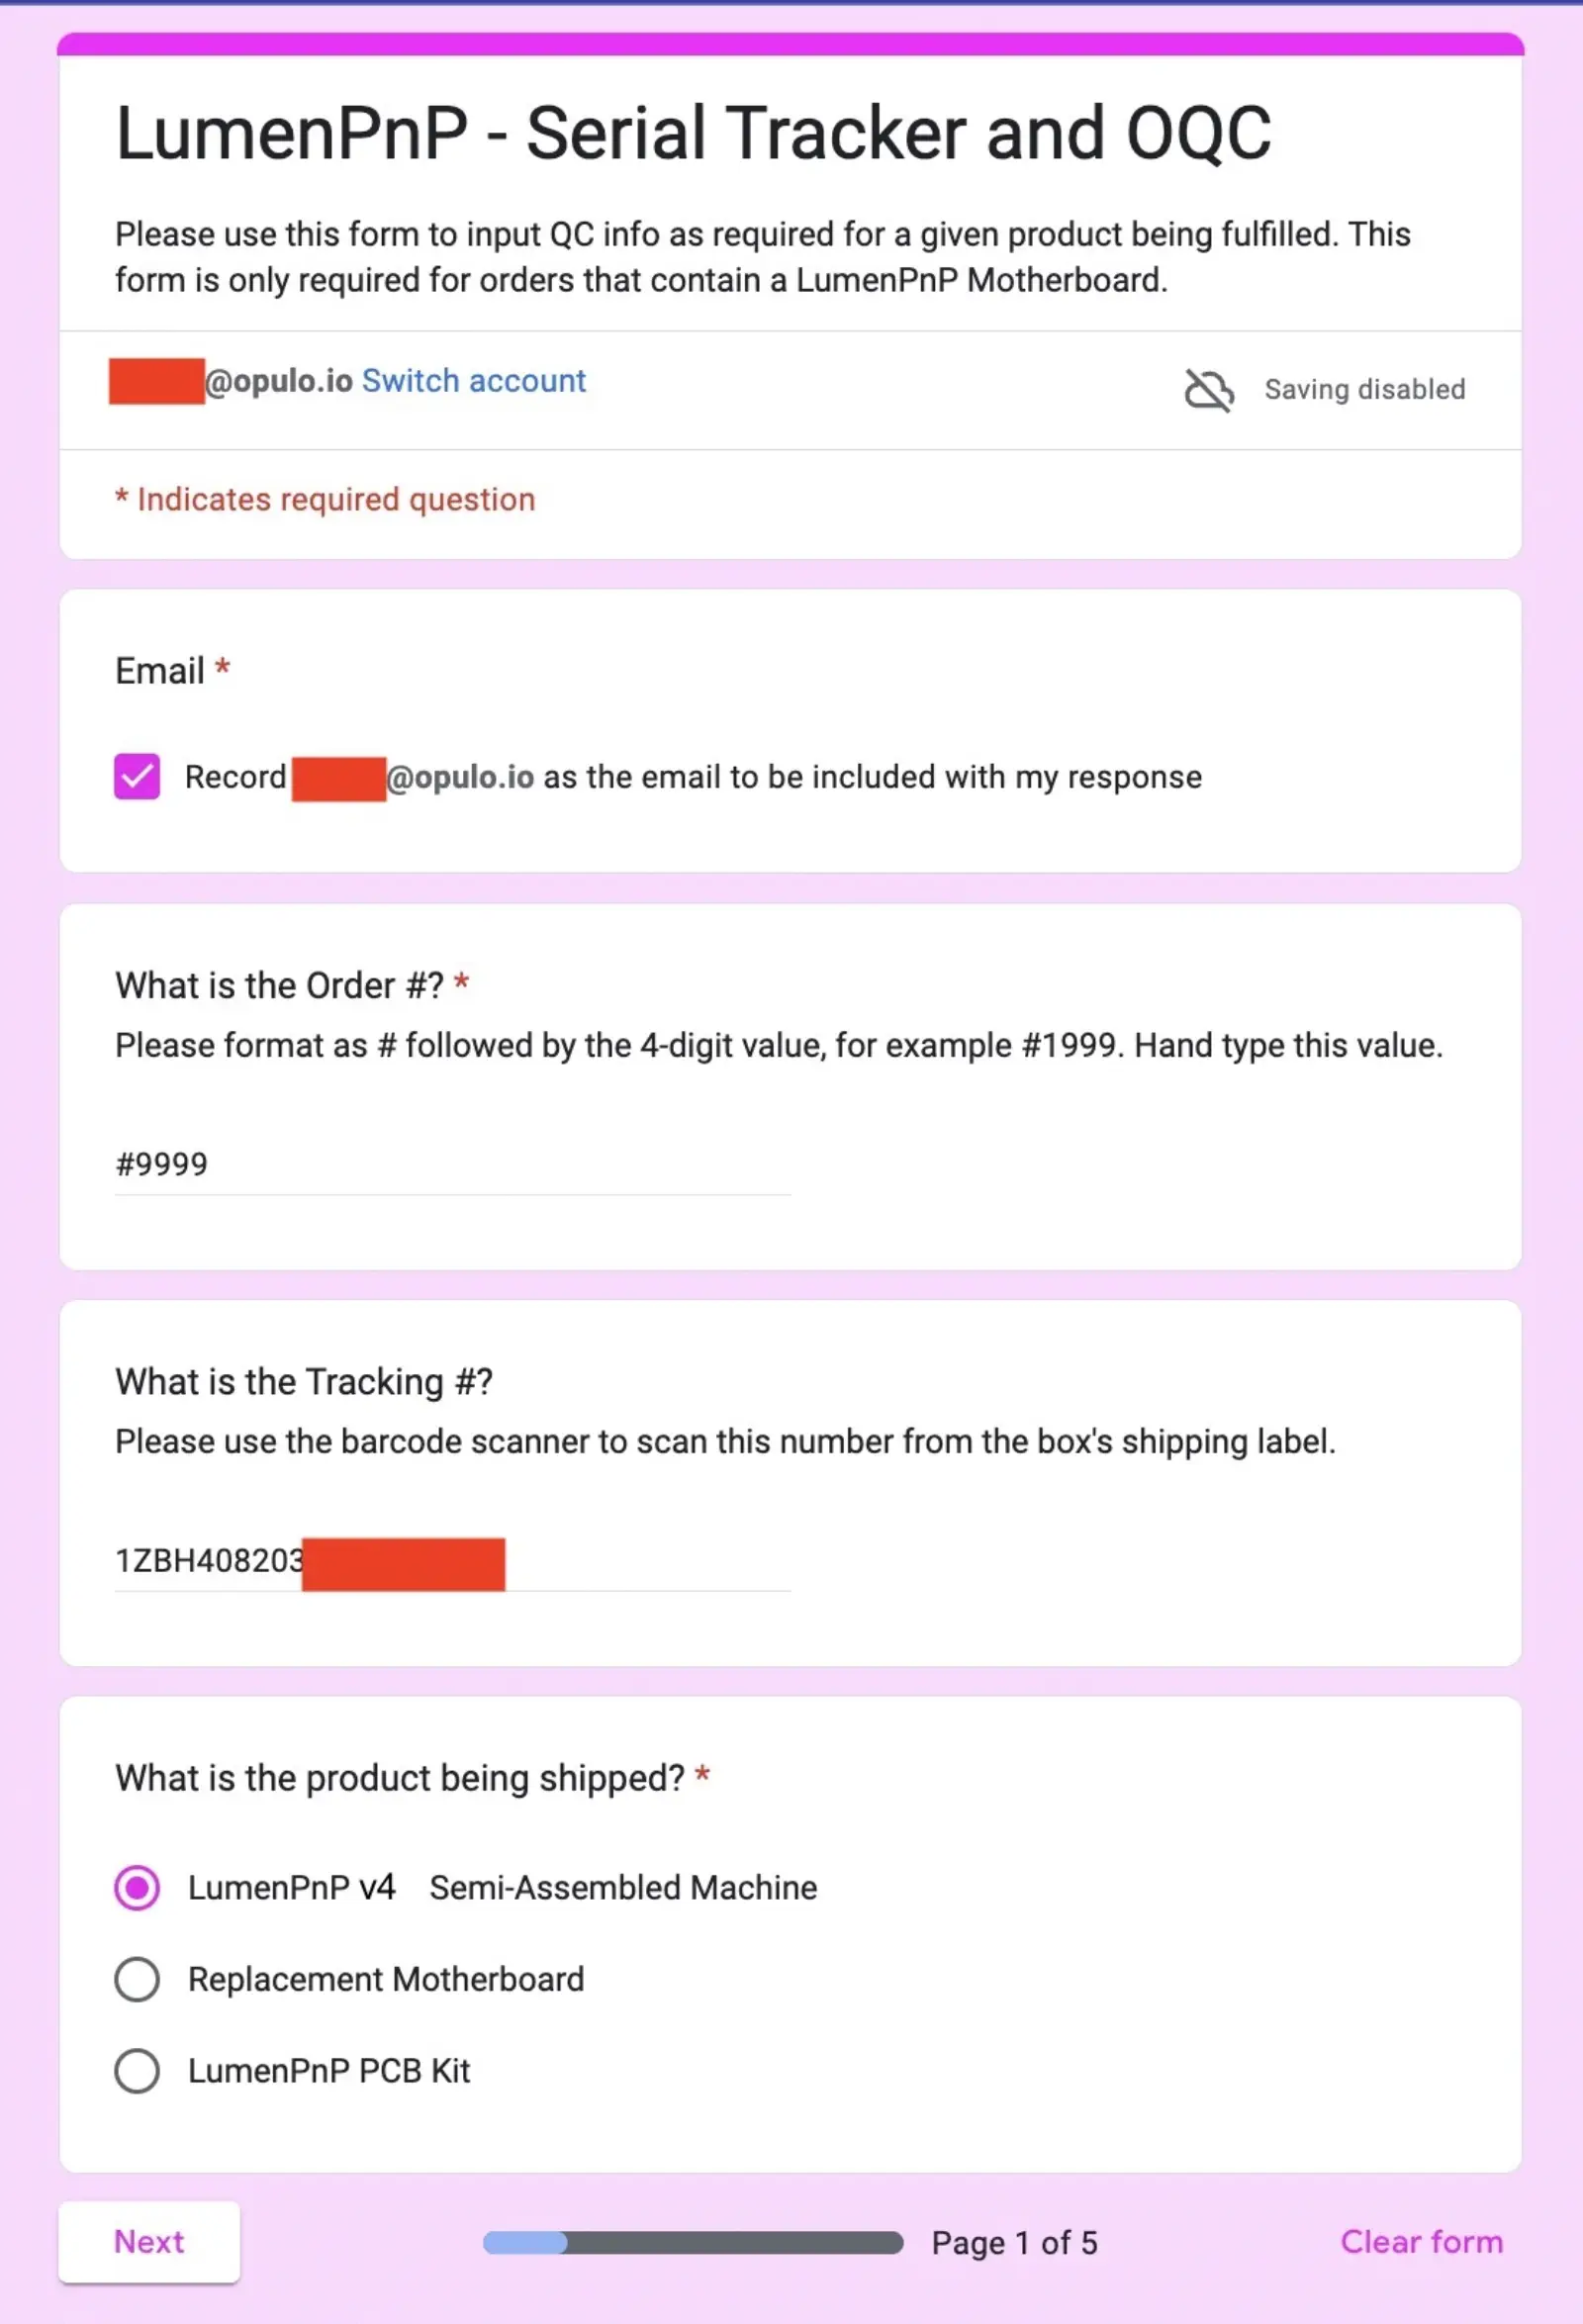 LumenPnP - Serial Tracker and OQC
Please use this form to input QC info as required for a given product being fulfilled. This
form is only required for orders that contain a LumenPnP Motherboard.
@opulo.io Switch account
Saving disabled
* Indicates required question
Email *
Record @opulo.io as the email to be included with my response
What is the Order #? *
Please format as # followed by the 4-digit value, for example #1999. Hand type this value.
#9999
What is the Tracking #?
Please use the barcode scanner to scan this number from the box's shipping label.
1ZBH408203
What is the product being shipped? *
LumenPnP v4 Semi-Assembled Machine
Replacement Motherboard
LumenPnP PCB Kit
Next
Page 1 of 5
Clear form